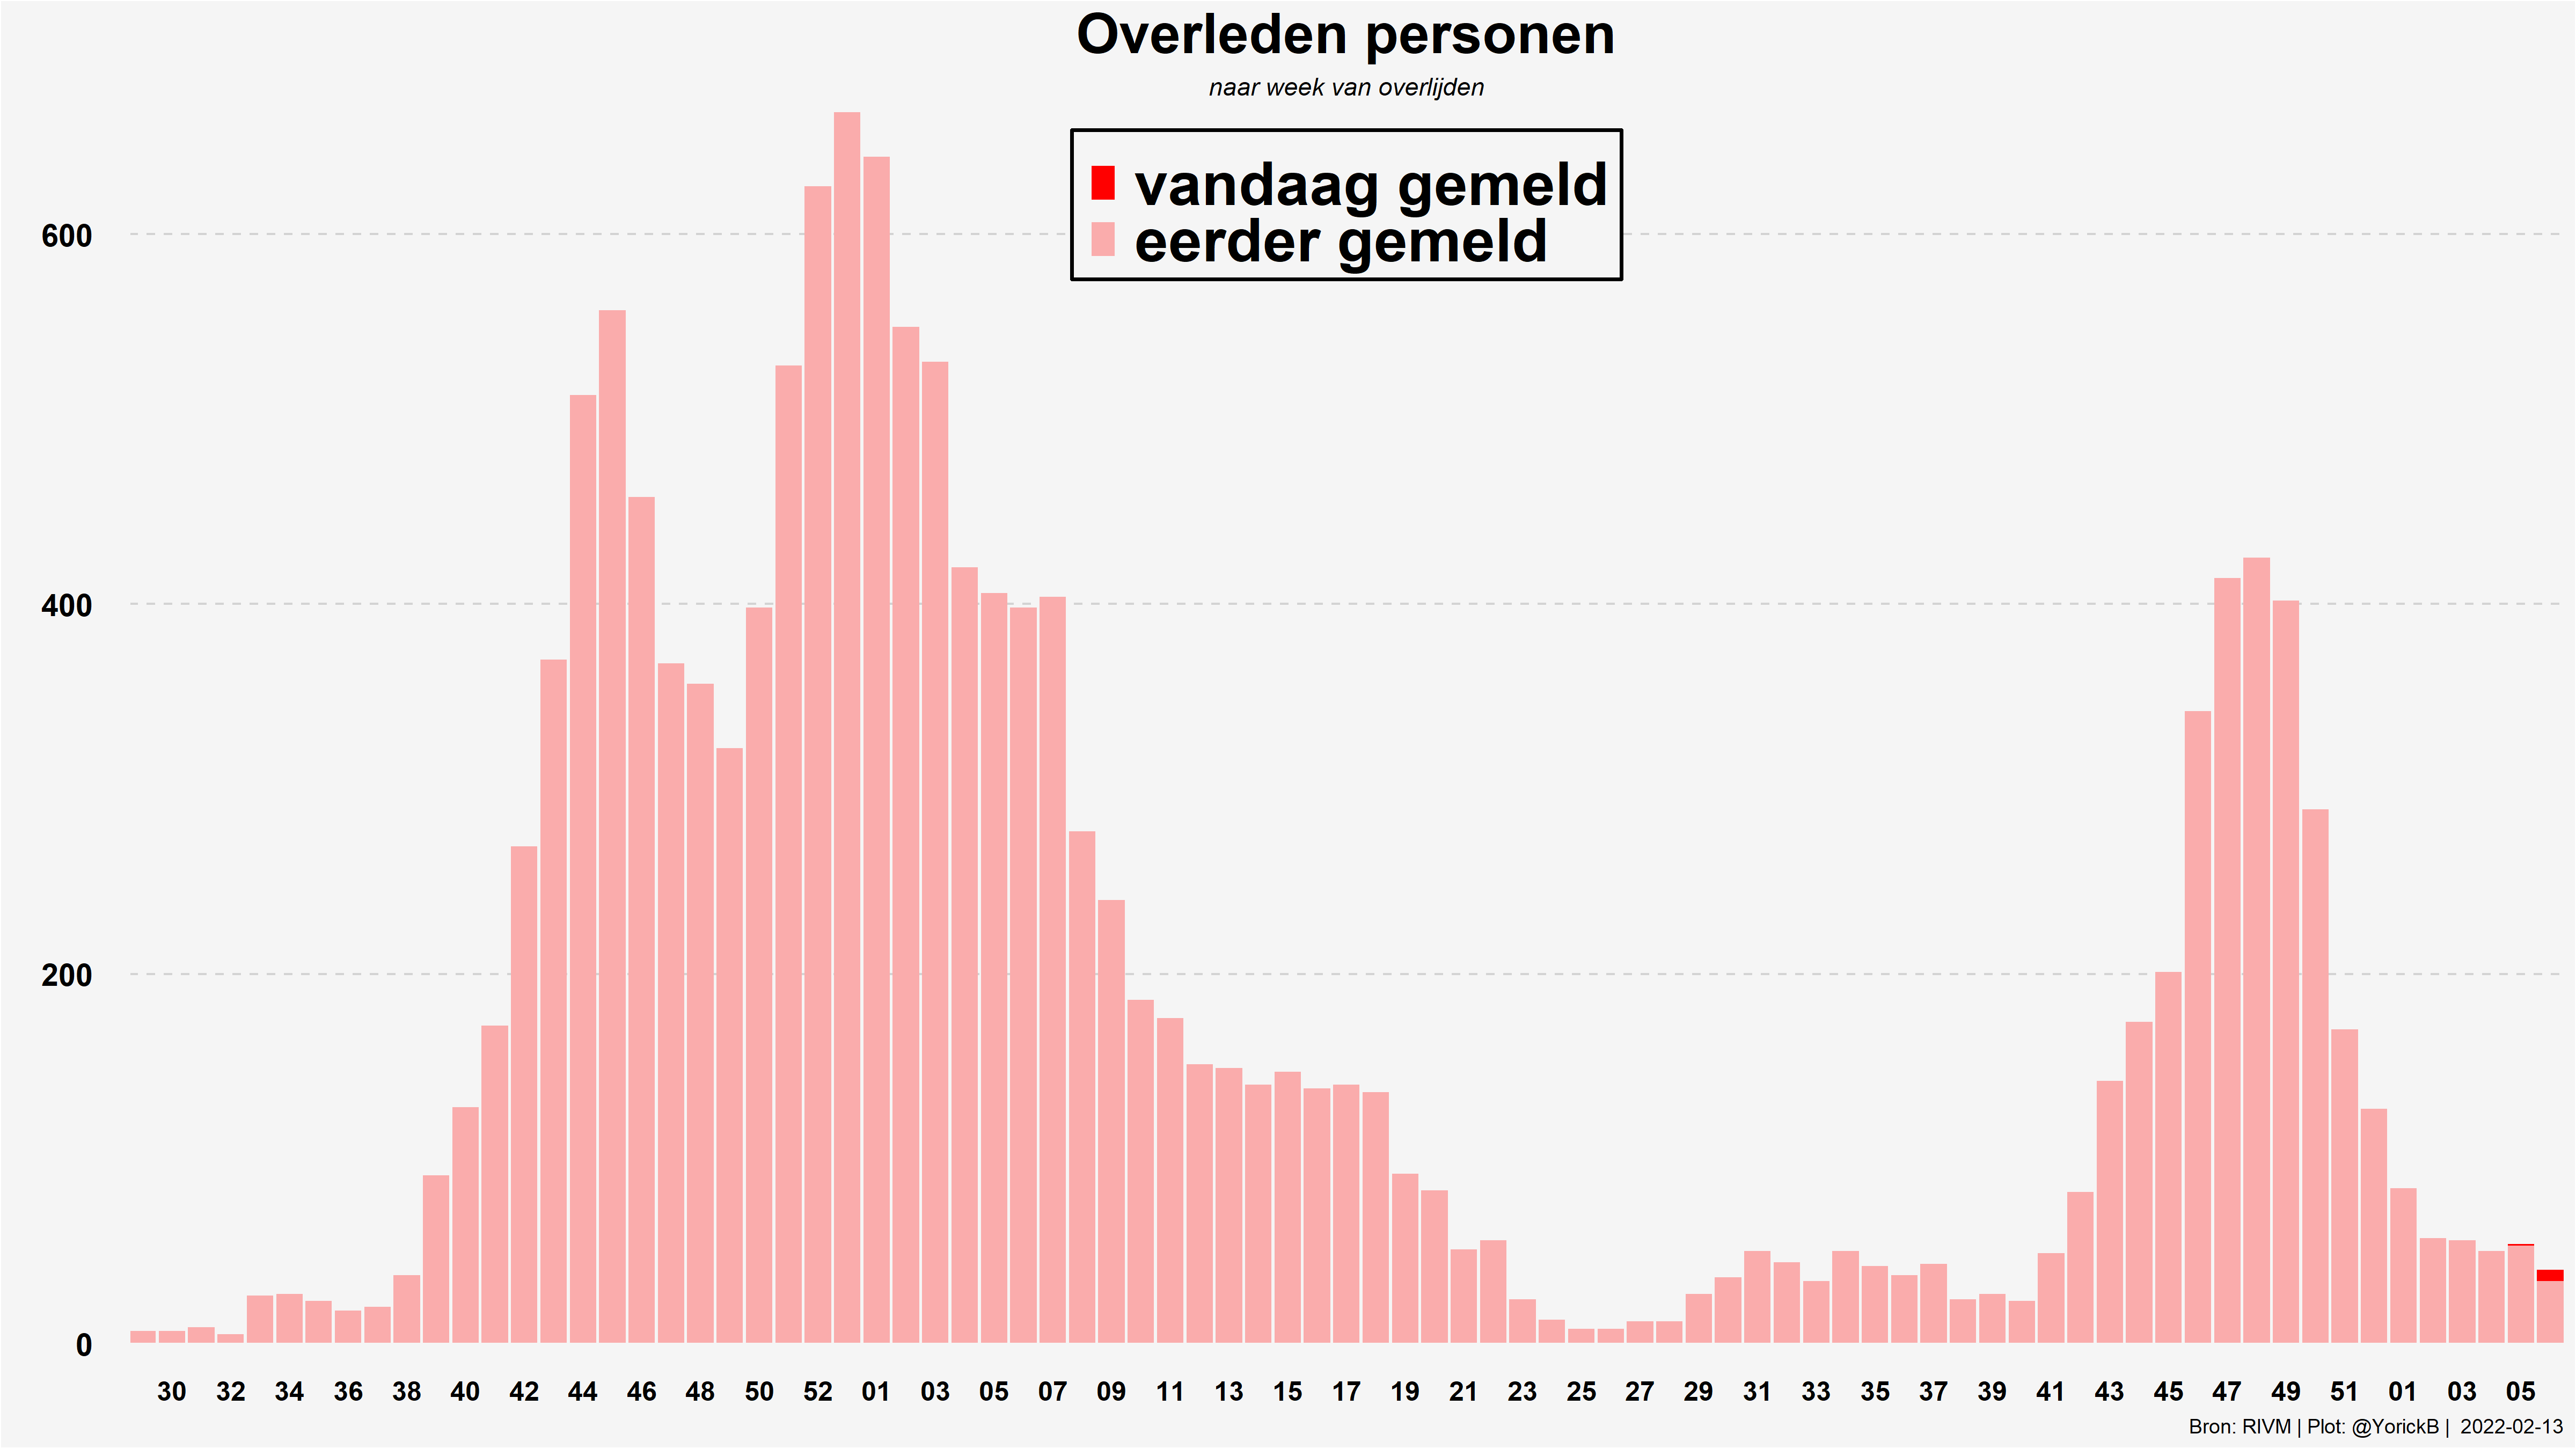 Overleden personen
naar week van overlijden
vandaag gemeld
eerder gemeld
600
400
200
0
30 32 34 36 38 40 42 44 46 48 50 52 01 03 05 07 09 11 13 15 17 19 21 23 25 27 29 31 33 35 37 39 41 43 45 47 49 51 01 03 05
Bron: RIVM | Plot: @YorickB | 2022-02-13